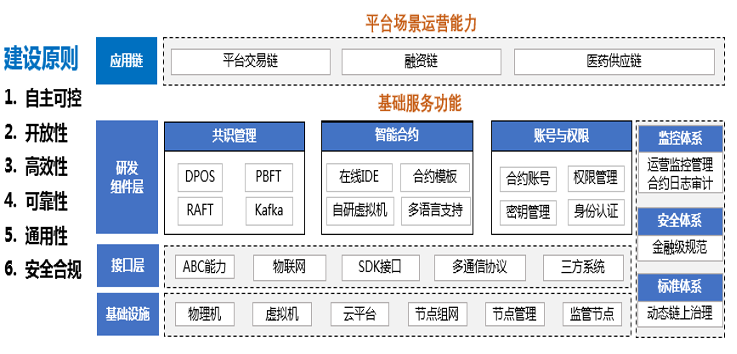 平台场景运营能力
建设原则
1. 自主可控
2. 开放性
3. 高效性
4. 可靠性
5. 通用性
6. 安全合规
应用链
平台交易链
融资链
医药供应链
基础服务功能
研发
组件层
共识管理
DPOS
PBFT
RAFT
Kafka
智能合约
在线IDE
合约模板
自研虚拟机
多语言支持
账号与权限
合约账号
权限管理
密钥管理
身份认证
接口层
ABC能力
物联网
SDK接口
多通信协议
三方系统
基础设施
物理机
虚拟机
云平台
节点组网
节点管理
监管节点
监控体系
运营监控管理
合约日志审计
安全体系
金融级规范
标准体系
动态链上治理